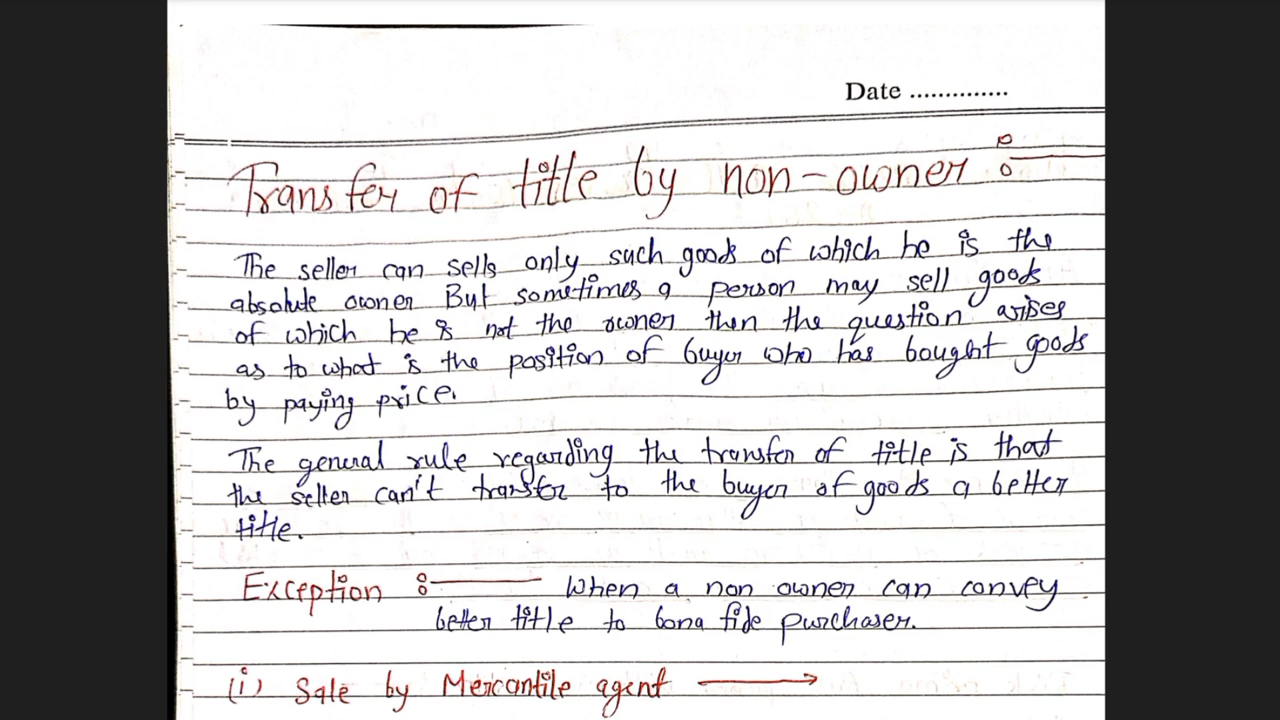 Date ..............
Transfer of title by non-owner :
The seller can sells only such goods of which he is the
absolute owner But sometimes a person may sell goods
of which he is not the owner then the question arises
as to what is the position of buyer who has bought goods
by paying price.
The general rule regarding the transfer of title is that
the seller can't transfer to the buyer of goods a better
title.
Exception :— When a non owner can convey
better title to bona fide purchaser.
(i) Sale by Mercantile agent →